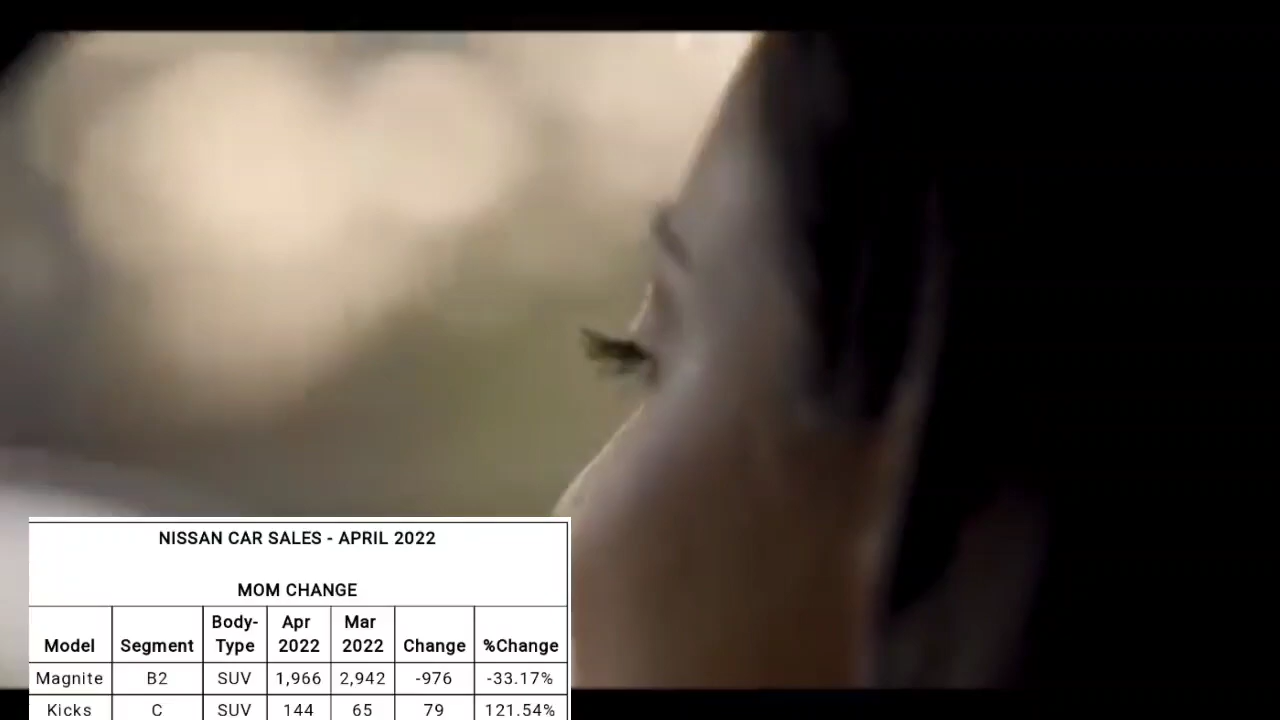 NISSAN CAR SALES - APRIL 2022
MOM CHANGE
Model Segment Body-Type Apr 2022 Mar 2022 Change %Change
Magnite B2 SUV 1,966 2,942 -976 -33.17%
Kicks C SUV 144 65 79 121.54%